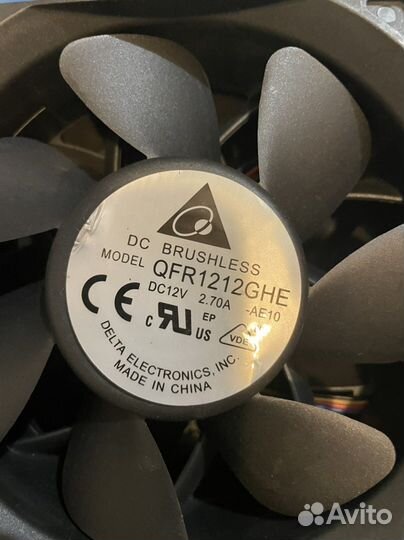 DC BRUSHLESS
MODEL QFR1212GHE
DC12V 2.70A -AE10
EP
CE c UR US VDE
DELTA ELECTRONICS, INC.
MADE IN CHINA
Avito